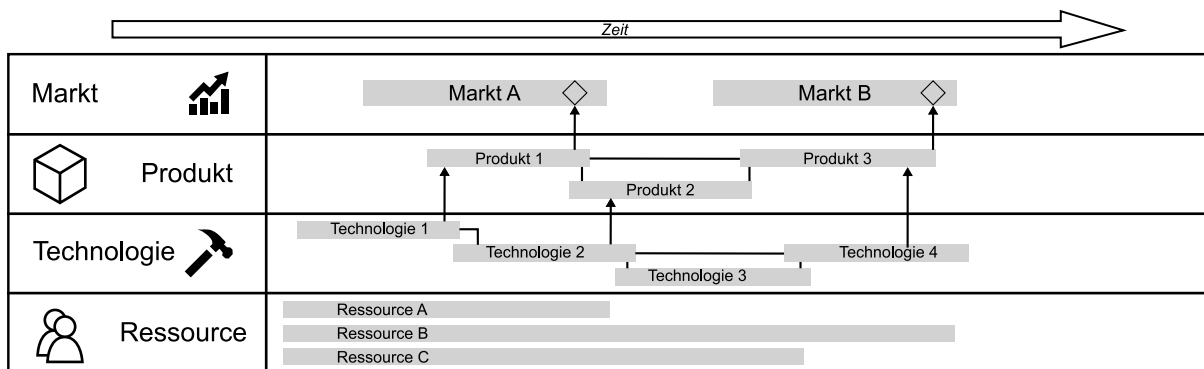 Zeit
Markt
Markt A
Markt B
Produkt
Produkt 1
Produkt 3
Produkt 2
Technologie
Technologie 1
Technologie 2
Technologie 4
Technologie 3
Ressource
Ressource A
Ressource B
Ressource C